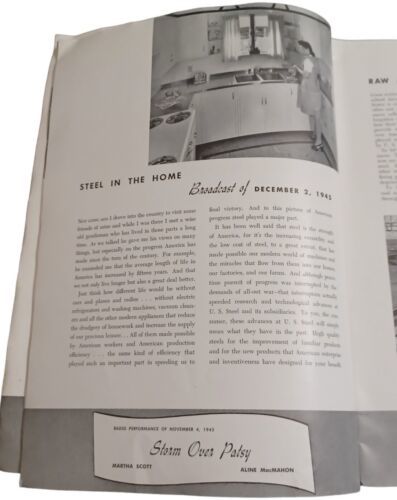 STEEL IN THE HOME
Broadcast of DECEMBER 2, 1945
Not long ago I drove into the country to visit some
friends of mine and while I was there I met a wise
old gentleman who has lived in those parts a long
time. As we talked he gave me his views on many
things, but especially on the progress America has
made since the turn of the century. For example,
he reminded me that the average length of life in
America has increased by fifteen years. And that
we not only live longer but also a great deal better.
Just think how different life would be without
cars and planes and radios . . . without electric
refrigerators and washing machines, vacuum clean-
ers and all the other modern appliances that reduce
the drudgery of housework and increase the supply
of our precious leisure . . . All of them made possible
by American workers and American production
efficiency . . . the same kind of efficiency that
played such an important part in speeding us to
final victory. And in this picture of American
progress steel played a major part.
It has been well said that steel is the strength
of America, for it's the increasing versatility and
the low cost of steel, to a great extent, that has
made possible our modern world of machines and
the miracles that flow from them into our homes,
our factories, and our farms. And although peace-
time pursuit of progress was interrupted by the
demands of all-out war—that interruption actually
speeded research and technological advances at
U. S. Steel and its subsidiaries. To you, the con-
sumer, these advances at U. S. Steel will simply
mean what they have in the past. High quality
steels for the improvement of familiar products
and for the new products that American enterprise
and inventiveness have designed for your benefit
RADIO PERFORMANCE OF NOVEMBER 4, 1945
Storm Over Patsy
MARTHA SCOTT ALINE MacMAHON
RAW